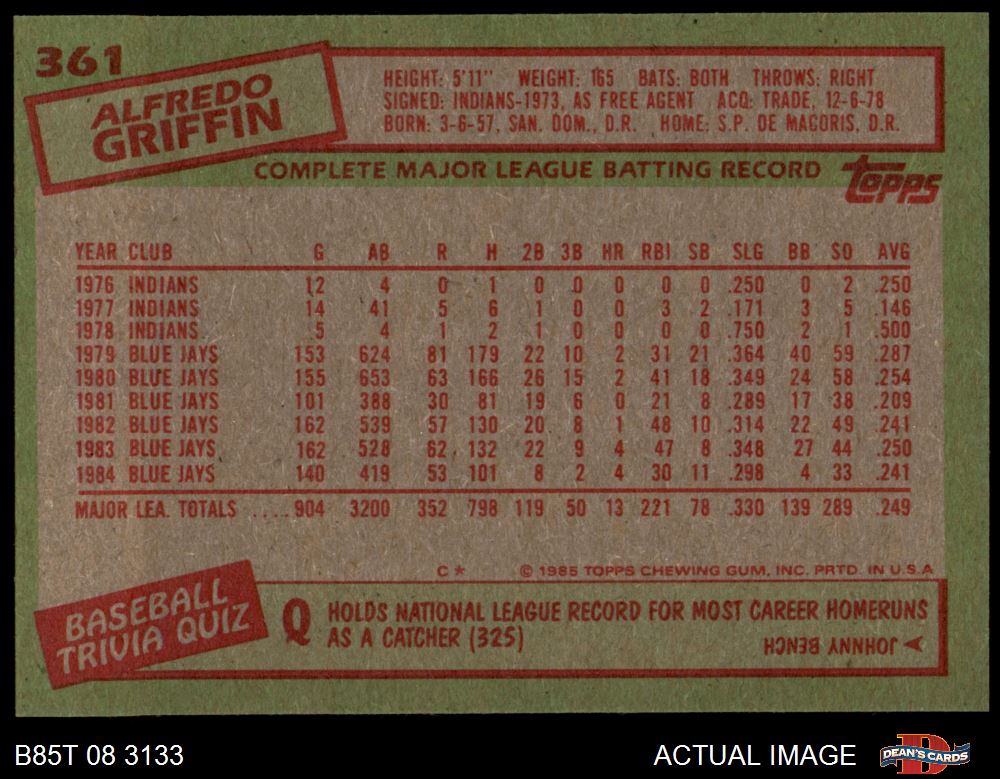 361
ALFREDO
GRIFFIN
HEIGHT: 5'11" WEIGHT: 165 BATS: BOTH THROWS: RIGHT
SIGNED: INDIANS-1973, AS FREE AGENT ACQ: TRADE, 12-6-78
BORN: 3-6-57, SAN. DOM., D.R. HOME: S.P. DE MACORIS, D.R.
COMPLETE MAJOR LEAGUE BATTING RECORD
topps
YEAR CLUB G AB R H 2B 3B HR RBI SB SLG BB SO AVG
1976 INDIANS 12 4 0 1 0 0 0 0 0 .250 0 2 .250
1977 INDIANS 14 41 5 6 1 0 0 3 2 .171 3 5 .146
1978 INDIANS 5 4 1 2 1 0 0 0 0 .750 2 1 .500
1979 BLUE JAYS 153 624 81 179 22 10 2 31 21 .364 40 59 .287
1980 BLUE JAYS 155 653 63 166 26 15 2 41 18 .349 24 58 .254
1981 BLUE JAYS 101 388 30 81 19 6 0 21 8 .289 17 38 .209
1982 BLUE JAYS 162 539 57 130 20 8 1 48 10 .314 22 49 .241
1983 BLUE JAYS 162 528 62 132 22 9 4 47 8 .348 27 44 .250
1984 BLUE JAYS 140 419 53 101 8 2 4 30 11 .298 4 33 .241
MAJOR LEA. TOTALS .....904 3200 352 798 119 50 13 221 78 .330 139 289 .249
C* © 1985 TOPPS CHEWING GUM, INC. PRTD. IN U.S.A
BASEBALL
TRIVIA QUIZ
Q HOLDS NATIONAL LEAGUE RECORD FOR MOST CAREER HOMERUNS
AS A CATCHER (325)
JOHNNY BENCH
B85T 08 3133
ACTUAL IMAGE
DEAN'S CARDS